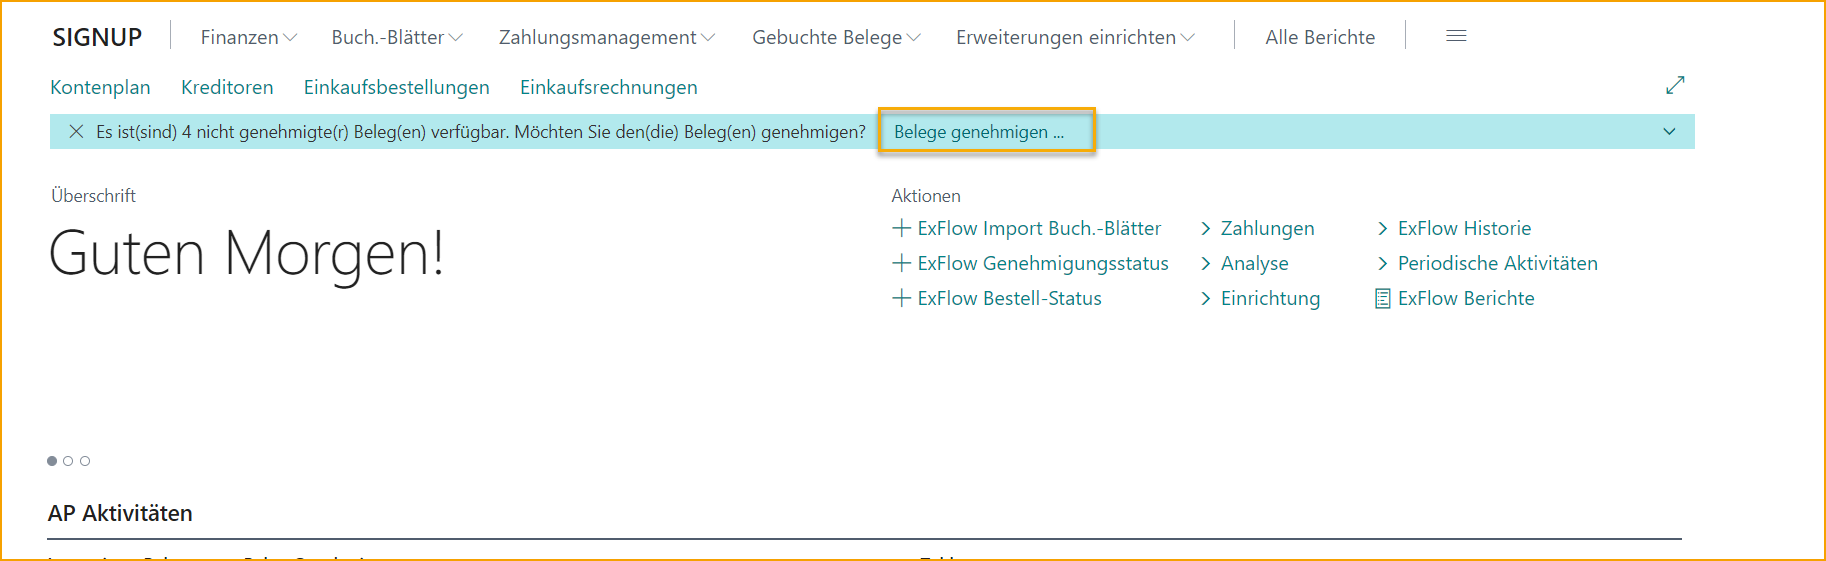 SIGNUP Finanzen Buch.-Blätter Zahlungsmanagement Gebuchte Belege Erweiterungen einrichten Alle Berichte
Kontenplan Kreditoren Einkaufsbestellungen Einkaufsrechnungen
Es ist(sind) 4 nicht genehmigte(r) Beleg(en) verfügbar. Möchten Sie den(die) Beleg(en) genehmigen? Belege genehmigen ...
Überschrift
Guten Morgen!
Aktionen
ExFlow Import Buch.-Blätter Zahlungen ExFlow Historie
ExFlow Genehmigungsstatus Analyse Periodische Aktivitäten
ExFlow Bestell-Status Einrichtung ExFlow Berichte
AP Aktivitäten